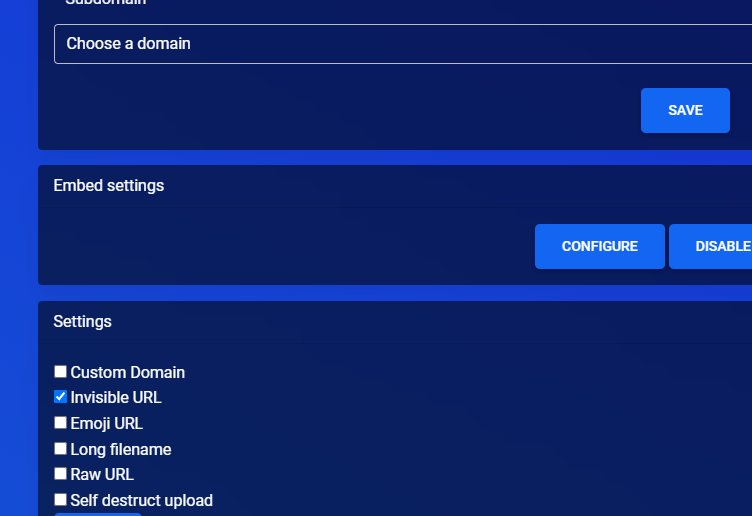 Subdomain
Choose a domain
SAVE
Embed settings
CONFIGURE DISABLE
Settings
Custom Domain
Invisible URL
Emoji URL
Long filename
Raw URL
Self destruct upload